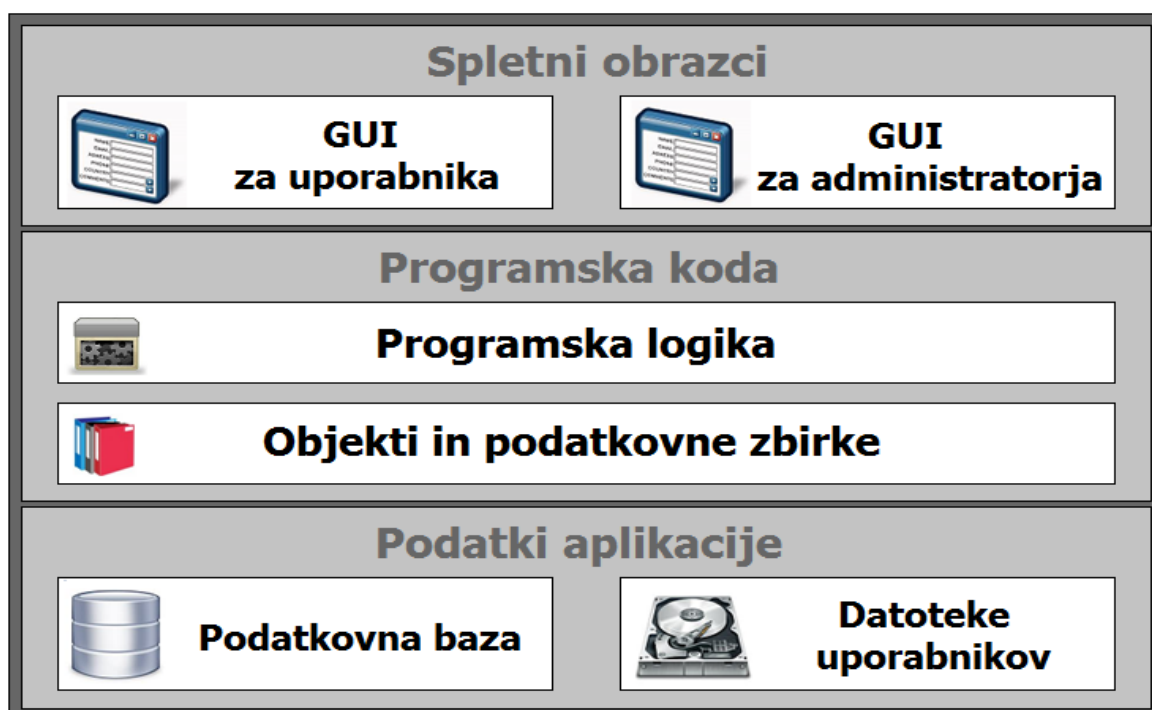 Spletni obrazci
GUI
za uporabnika
GUI
za administratorja
Programska koda
Programska logika
Objekti in podatkovne zbirke
Podatki aplikacije
Podatkovna baza
Datoteke
uporabnikov